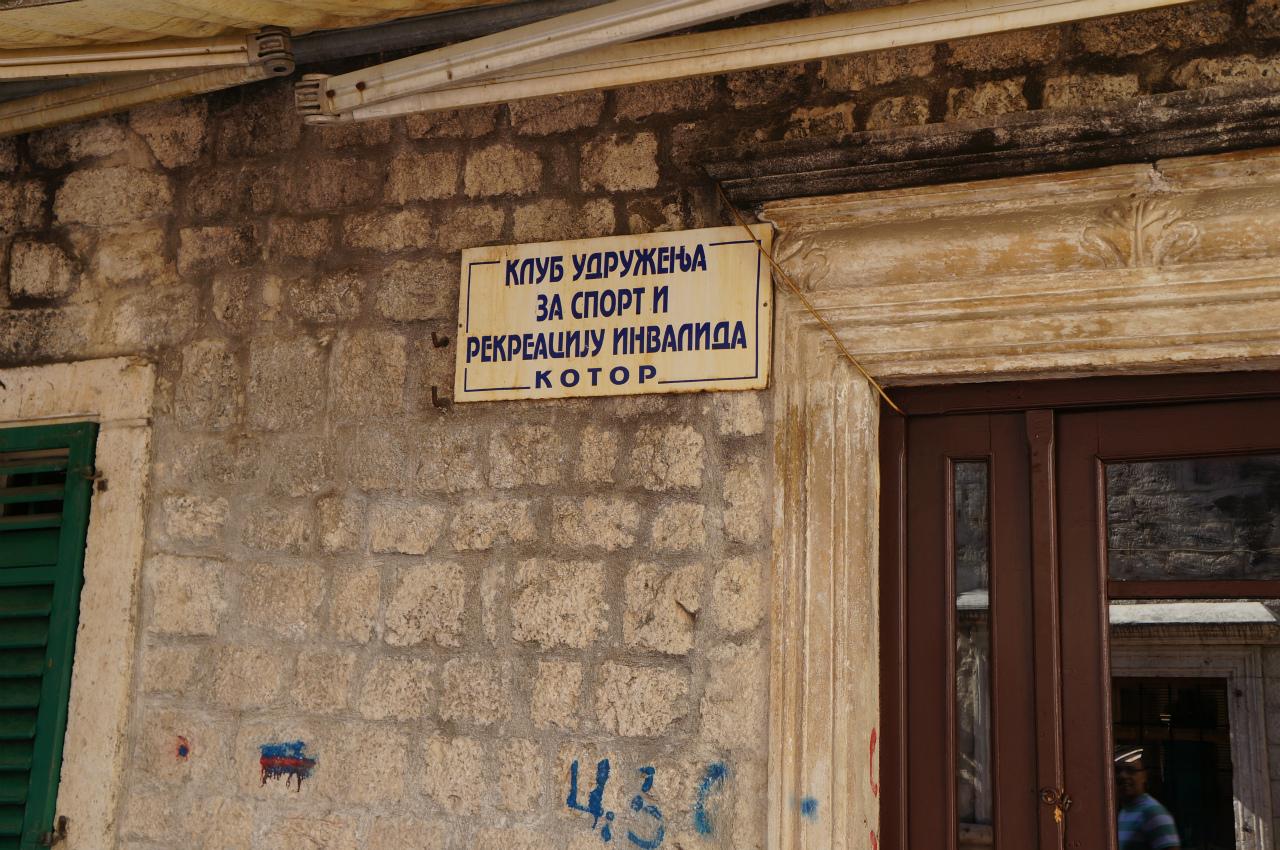 КЛУБ УДРУЖЕЊА
ЗА СПОРТ И
РЕКРЕАЦИЈУ ИНВАЛИДА
КОТОР